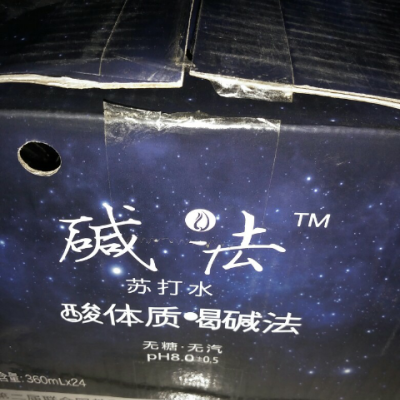 碱法™
苏打水
酸体质·喝碱法
无糖·无汽
pH8.0±0.5
含量: 360mLx24